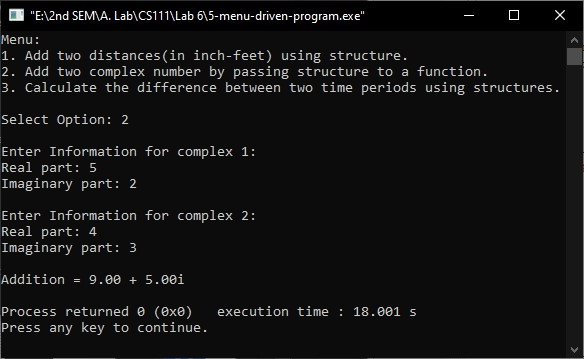 "E:\2nd SEM\A. Lab\CS111\Lab 6\5-menu-driven-program.exe"
Menu:
1. Add two distances(in inch-feet) using structure.
2. Add two complex number by passing structure to a function.
3. Calculate the difference between two time periods using structures.
Select Option: 2
Enter Information for complex 1:
Real part: 5
Imaginary part: 2
Enter Information for complex 2:
Real part: 4
Imaginary part: 3
Addition = 9.00 + 5.00i
Process returned 0 (0x0)   execution time : 18.001 s
Press any key to continue.